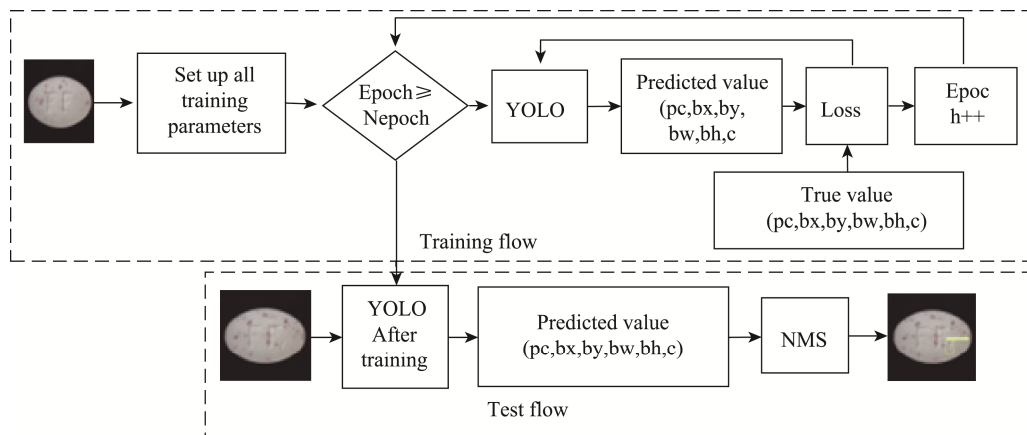 Set up all
training
parameters
Epoch⩾
Nepoch
YOLO
Predicted value
(pc,bx,by,
bw,bh,c
Loss
Epoc
h++
True value
(pc,bx,by,bw,bh,c)
Training flow
YOLO
After
training
Predicted value
(pc,bx,by,bw,bh,c)
NMS
Test flow